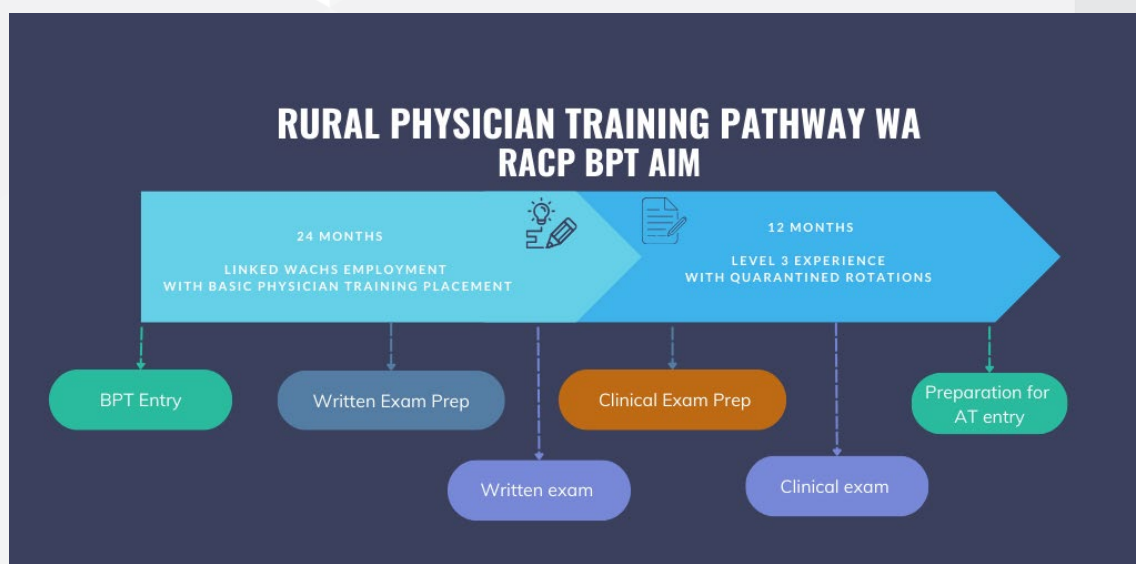 RURAL PHYSICIAN TRAINING PATHWAY WA
RACP BPT AIM
24 MONTHS
LINKED WACHS EMPLOYMENT
WITH BASIC PHYSICIAN TRAINING PLACEMENT
12 MONTHS
LEVEL 3 EXPERIENCE
WITH QUARANTINED ROTATIONS
BPT Entry
Written Exam Prep
Clinical Exam Prep
Preparation for
AT entry
Written exam
Clinical exam